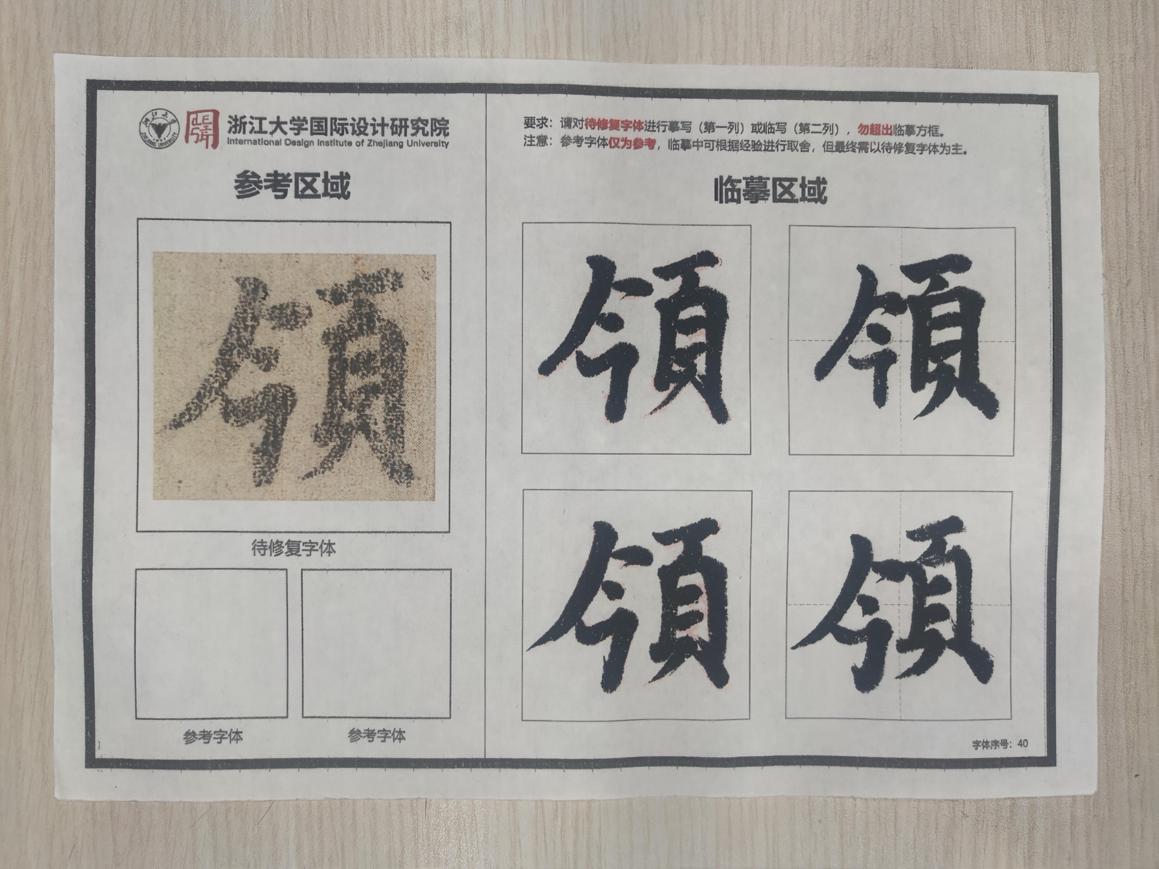 浙江大学国际设计研究院
International Design Institute of Zhejiang University
要求：请对待修复字体进行摹写（第一列）或临写（第二列），勿超出临摹方框。
注意：参考字体仅为参考，临摹中可根据经验进行取舍，但最终需以待修复字体为主。
参考区域
領
待修复字体
参考字体
参考字体
临摹区域
領 領
領 領
字体序号：40